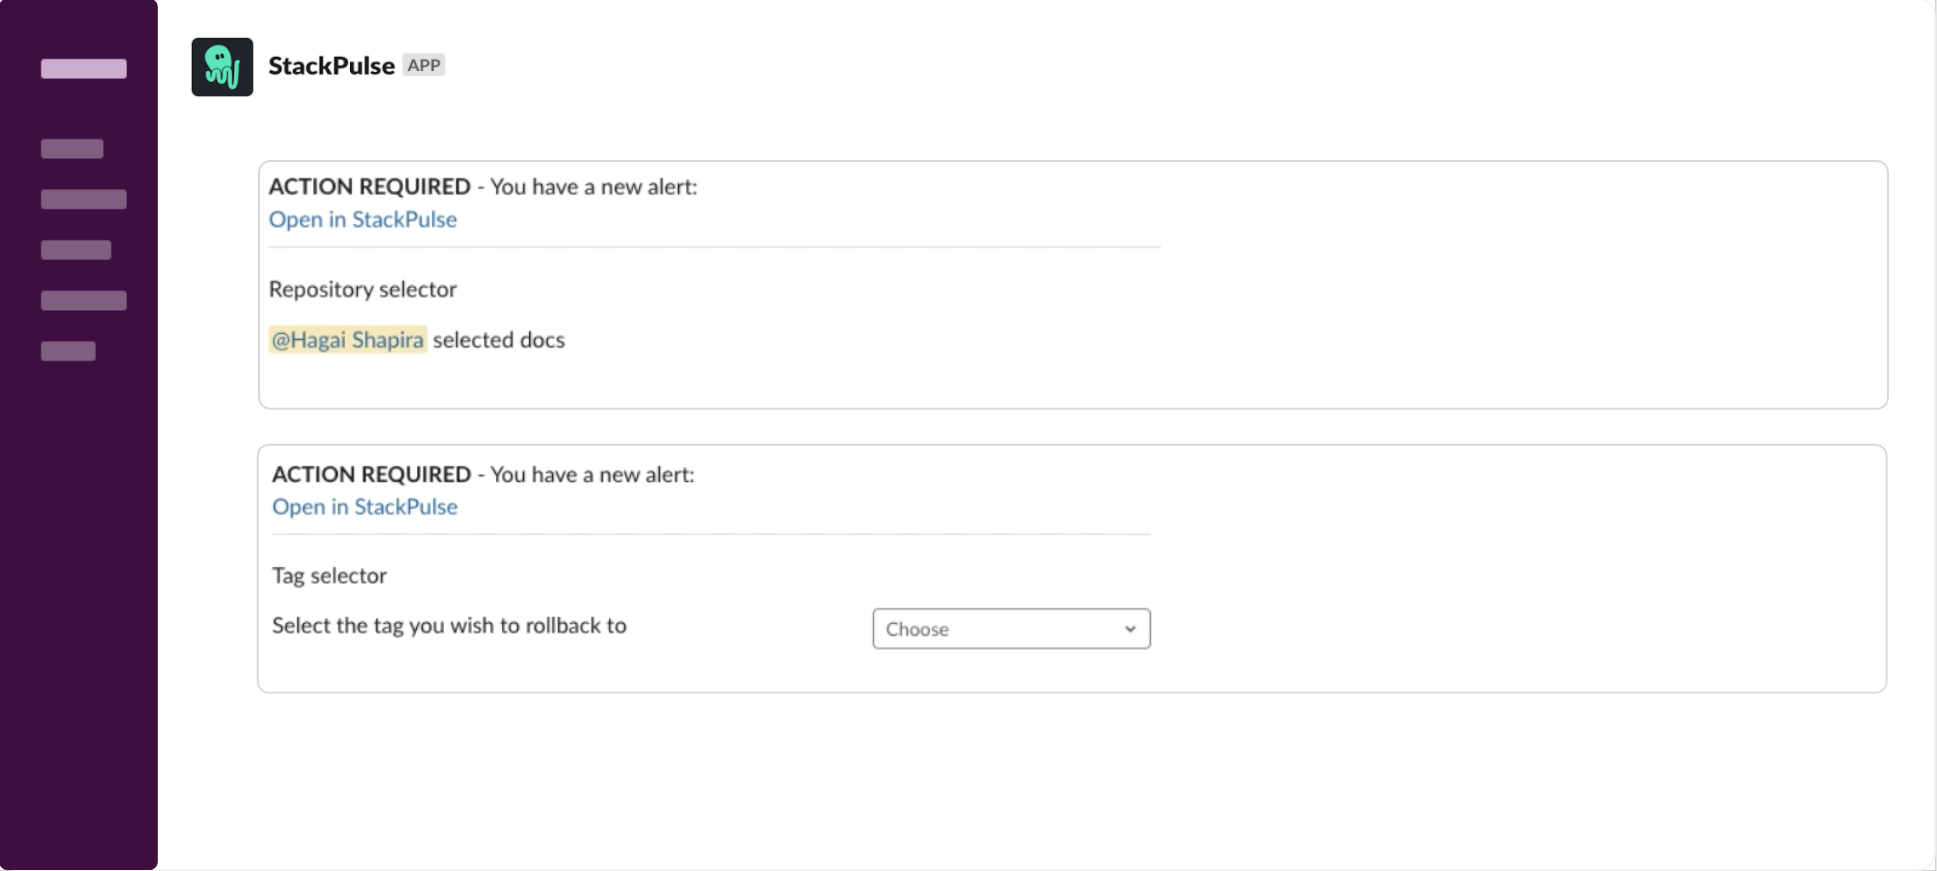 StackPulse APP
ACTION REQUIRED - You have a new alert:
Open in StackPulse
Repository selector
@Hagai Shapira selected docs
ACTION REQUIRED - You have a new alert:
Open in StackPulse
Tag selector
Select the tag you wish to rollback to
Choose